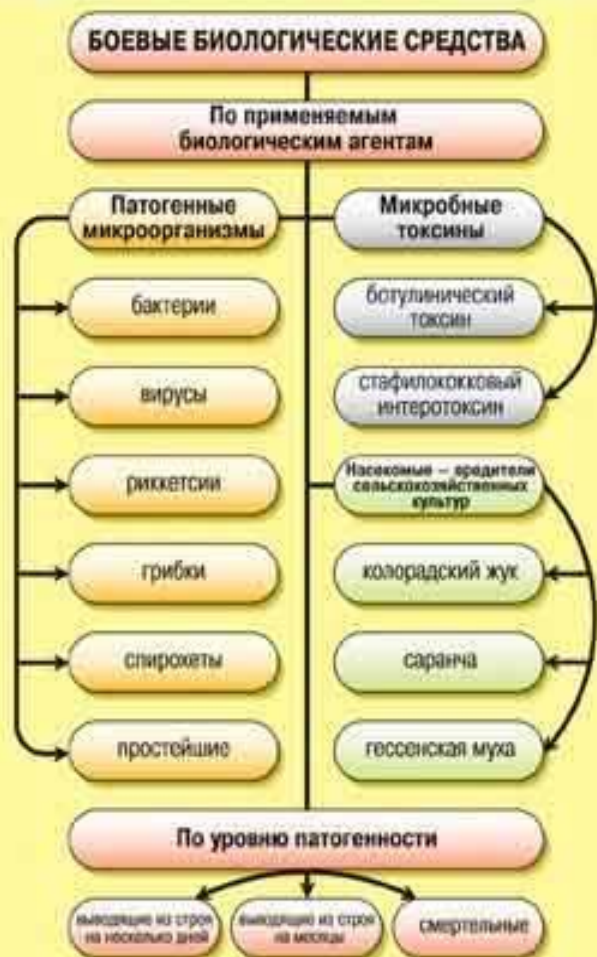 БОЕВЫЕ БИОЛОГИЧЕСКИЕ СРЕДСТВА
По применяемым
биологическим агентам
Патогенные
микроорганизмы
бактерии
вирусы
риккетсии
грибки
спирохеты
простейшие
Микробные
токсины
ботулинический
токсин
стафилококковый
интеротоксин
Насекомые – вредители
сельскохозяйственных
культур
колорадский жук
саранча
гессенская муха
По уровню патогенности
выводящие из строя
на несколько дней
выводящие из строя
на месяцы
смертельные